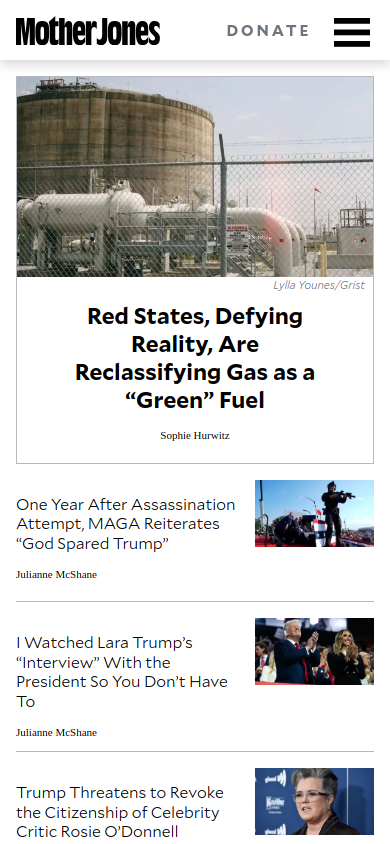 Mother Jones
DONATE
Lylla Younes/Grist
Red States, Defying
Reality, Are
Reclassifying Gas as a
“Green” Fuel
Sophie Hurwitz
One Year After Assassination
Attempt, MAGA Reiterates
“God Spared Trump”
Julianne McShane
I Watched Lara Trump’s
“Interview” With the
President So You Don’t Have
To
Julianne McShane
Trump Threatens to Revoke
the Citizenship of Celebrity
Critic Rosie O’Donnell
glaad